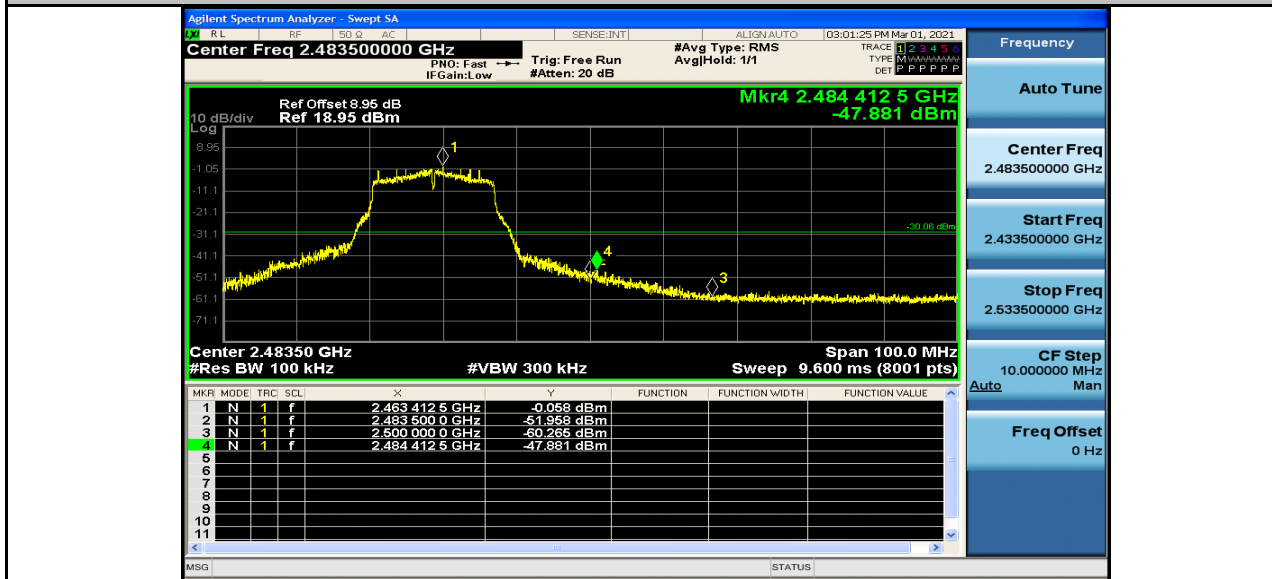 Agilent Spectrum Analyzer - Swept SA
LXI RL RF 50 Ω AC SENSE:INT ALIGNAUTO 03:01:25 PM Mar 01, 2021
Center Freq 2.483500000 GHz
PNO: Fast
IFGain:Low
Trig: Free Run
#Atten: 20 dB
#Avg Type: RMS
Avg|Hold: 1/1
TRACE 1 2 3 4 5 6
TYPE M
DET P P P P P P
Mkr4 2.484 412 5 GHz
-47.881 dBm
Ref Offset 8.95 dB
10 dB/div Ref 18.95 dBm
Log
8.95
-1.05
-11.1
-21.1
-31.1
-41.1
-51.1
-61.1
-71.1
1
4
3
-30.06 dBm
Center 2.48350 GHz Span 100.0 MHz
#Res BW 100 kHz #VBW 300 kHz Sweep 9.600 ms (8001 pts)
MKR MODE TRC SCL X Y FUNCTION FUNCTION WIDTH FUNCTION VALUE
1 N 1 f 2.463 412 5 GHz -0.058 dBm
2 N 1 f 2.483 500 0 GHz -51.958 dBm
3 N 1 f 2.500 000 0 GHz -60.265 dBm
4 N 1 f 2.484 412 5 GHz -47.881 dBm
5
6
7
8
9
10
11
MSG STATUS
Frequency
Auto Tune
Center Freq
2.483500000 GHz
Start Freq
2.433500000 GHz
Stop Freq
2.533500000 GHz
CF Step
10.000000 MHz
Auto Man
Freq Offset
0 Hz